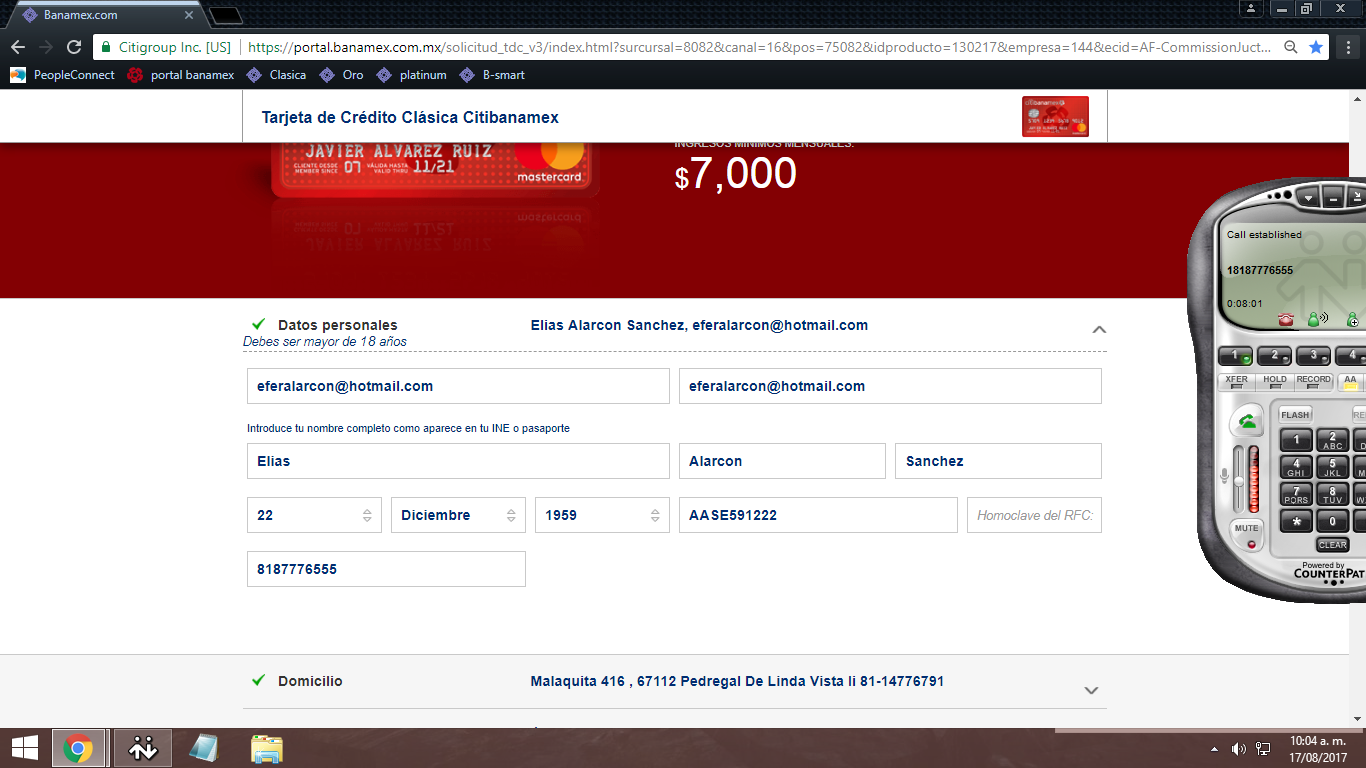 Banamex.com
Citigroup Inc. [US]
https://portal.banamex.com.mx/solicitud_tdc_v3/index.html?surcursal=8082&canal=16&pos=75082&idproducto=130217&empresa=144&ecid=AF-CommissionJuct...
PeopleConnect
portal banamex
Clasica
Oro
platinum
B-smart
Tarjeta de Crédito Clásica Citibanamex
INGRESOS MÍNIMOS MENSUALES:
$7,000
JAVIER ALVAREZ RUIZ
CLIENTE DESDE MEMBER SINCE 07 VÁLIDA HASTA VALID THRU 11/21
mastercard
Call established
18187776555
0:08:01
1 2 3 4
XFER HOLD RECORD AA
FLASH
1 2 ABC
4 GHI 5 JKL
7 PQRS 8 TUV
* 0
MUTE
CLEAR
Powered by
COUNTERPAT
Datos personales
Elias Alarcon Sanchez, eferalarcon@hotmail.com
Debes ser mayor de 18 años
eferalarcon@hotmail.com
eferalarcon@hotmail.com
Introduce tu nombre completo como aparece en tu INE o pasaporte
Elias
Alarcon
Sanchez
22
Diciembre
1959
AASE591222
Homoclave del RFC:
8187776555
Domicilio
Malaquita 416 , 67112 Pedregal De Linda Vista Ii 81-14776791
10:04 a. m.
17/08/2017